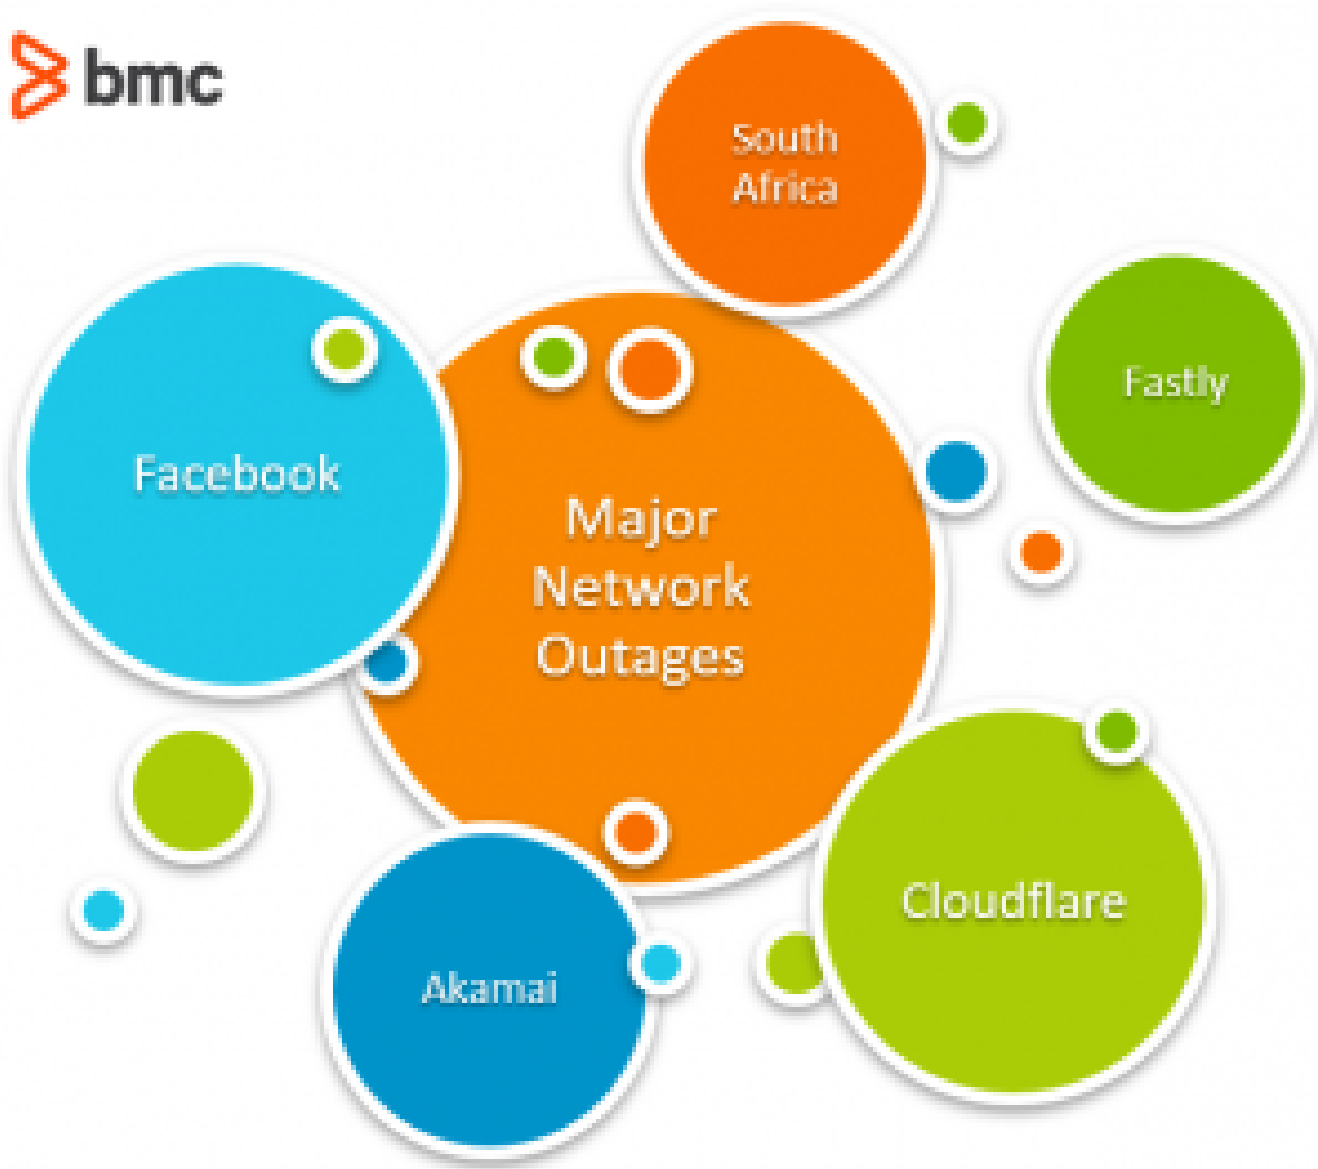 bmc
South
Africa
Fastly
Facebook
Major
Network
Outages
Cloudflare
Akamai